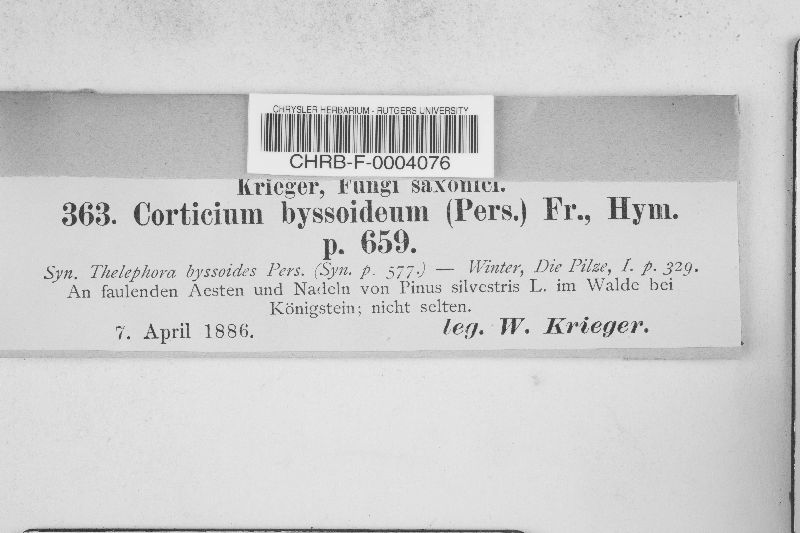 CHRYSLER HERBARIUM - RUTGERS UNIVERSITY
CHRB-F-0004076
Krieger, Fungi saxonici.
363. Corticium byssoideum (Pers.) Fr., Hym.
p. 659.
Syn. Thelephora byssoides Pers. (Syn. p. 577.) — Winter, Die Pilze, I. p. 329.
An faulenden Aesten und Nadeln von Pinus silvestris L. im Walde bei
Königstein; nicht selten.
7. April 1886. leg. W. Krieger.